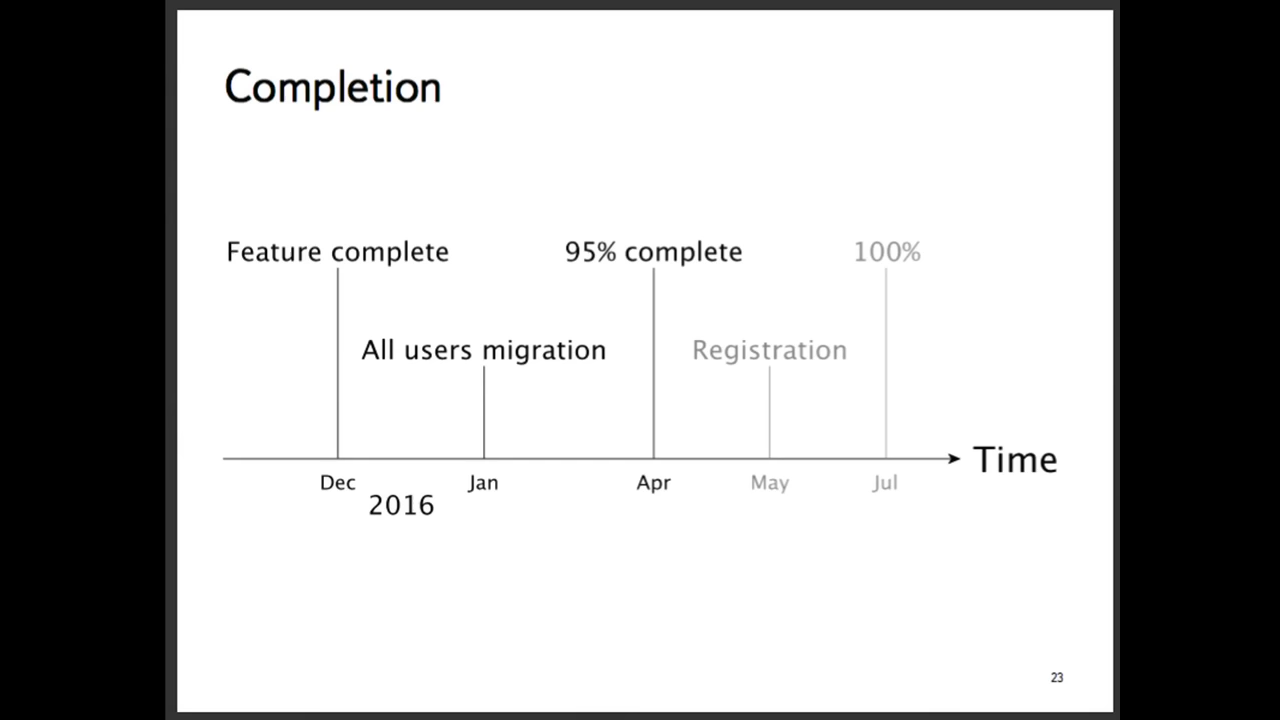 Completion
Feature complete
95% complete
100%
All users migration
Registration
Time
Dec
Jan
Apr
May
Jul
2016
23